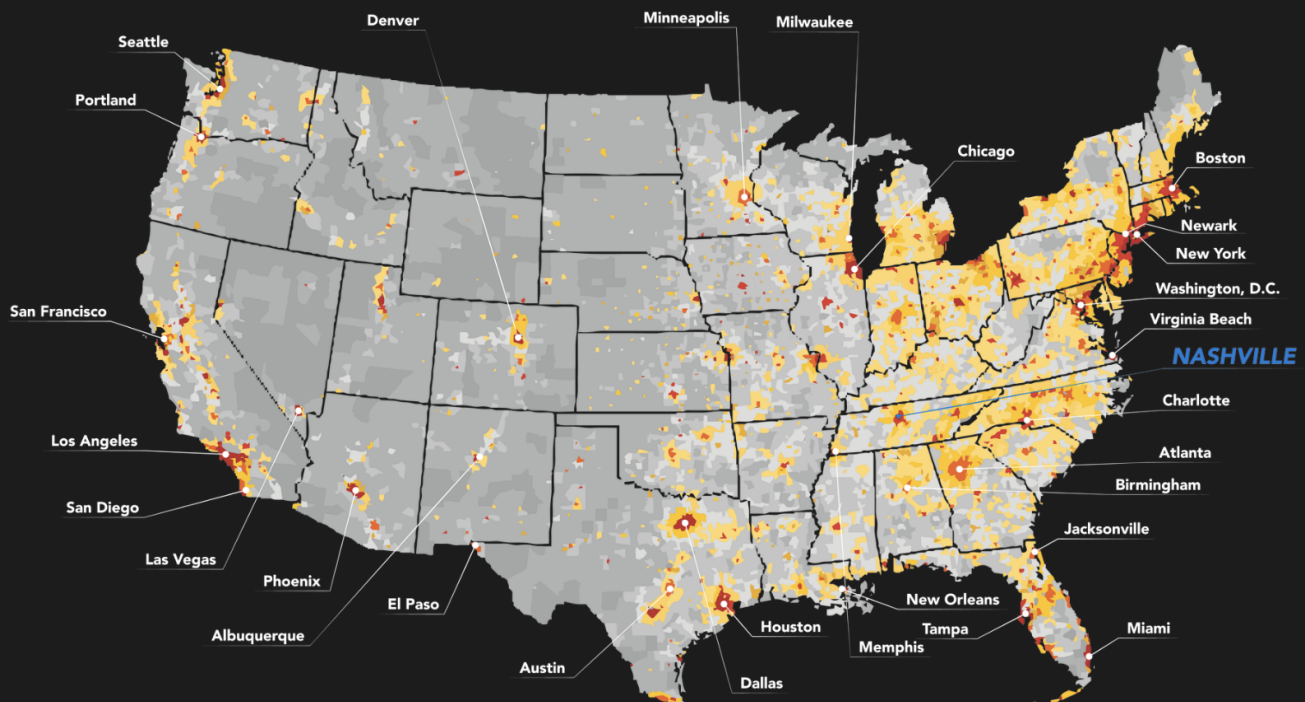 Denver
Minneapolis
Milwaukee
Seattle
Portland
Chicago
Boston
Newark
New York
Washington, D.C.
San Francisco
Virginia Beach
NASHVILLE
Charlotte
Los Angeles
Atlanta
Birmingham
San Diego
Jacksonville
Las Vegas
Phoenix
El Paso
New Orleans
Albuquerque
Houston
Tampa
Miami
Memphis
Austin
Dallas